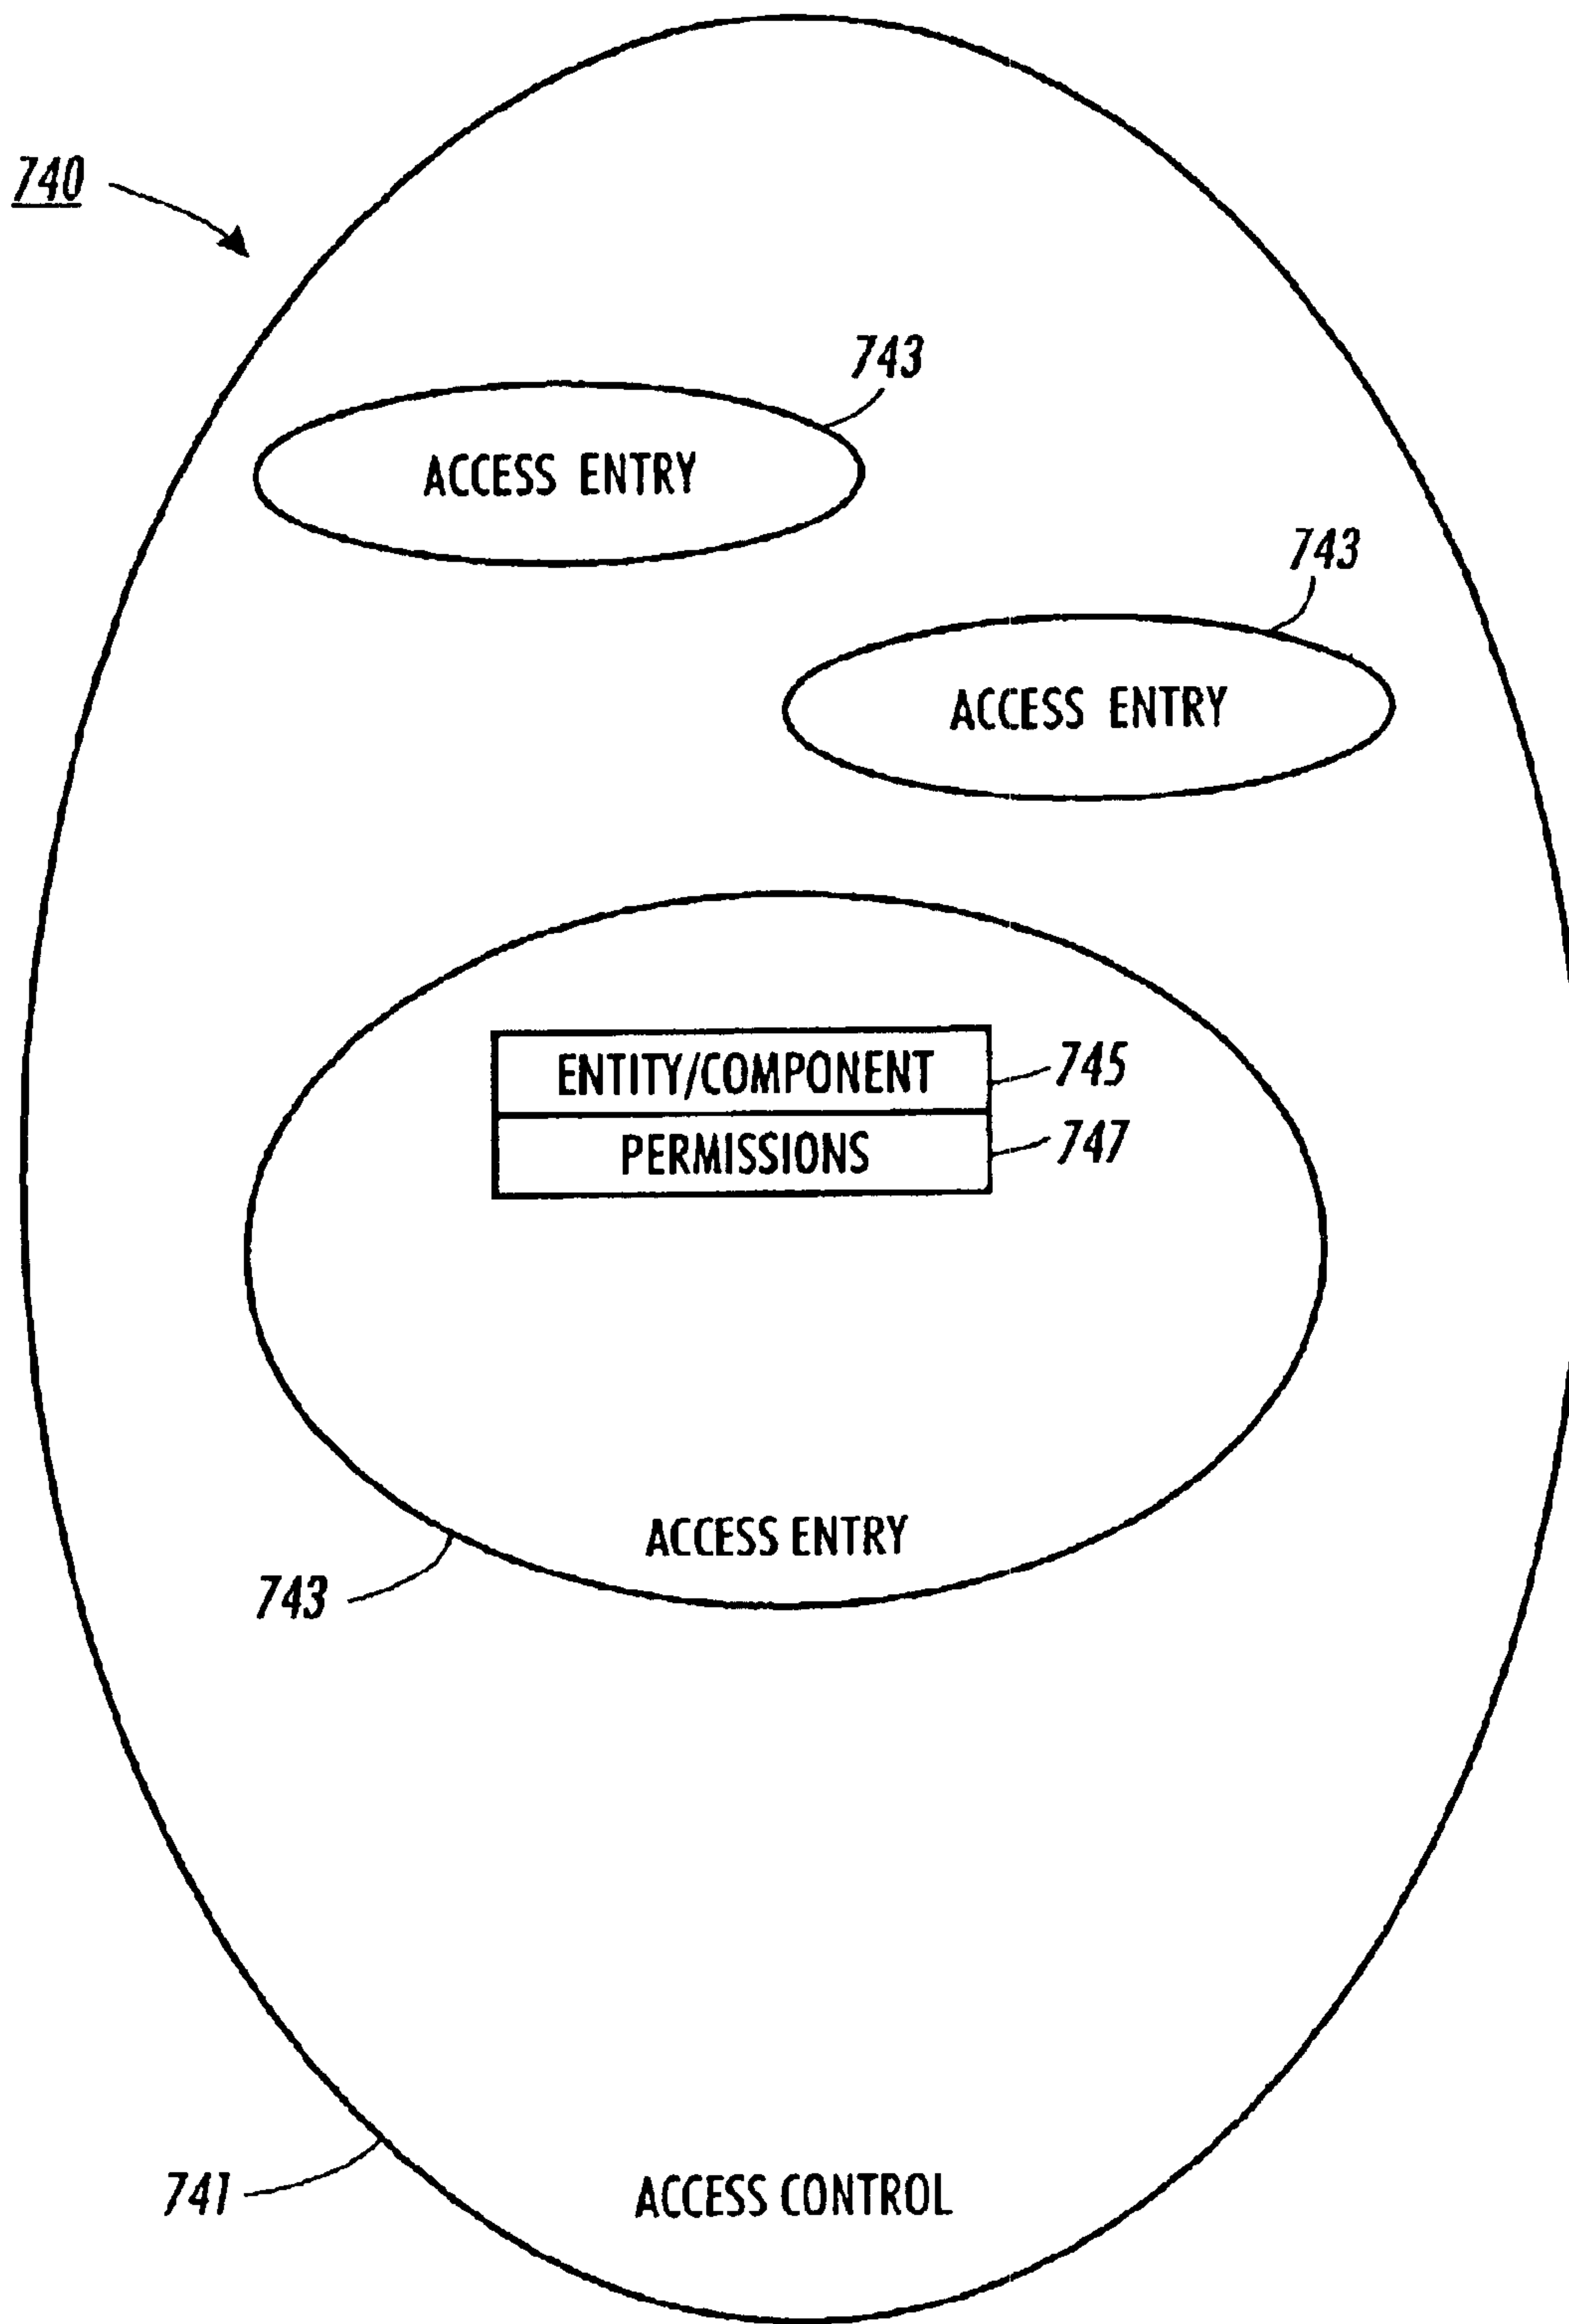 740
743
ACCESS ENTRY
743
ACCESS ENTRY
ENTITY/COMPONENT
745
PERMISSIONS
747
ACCESS ENTRY
743
741
ACCESS CONTROL